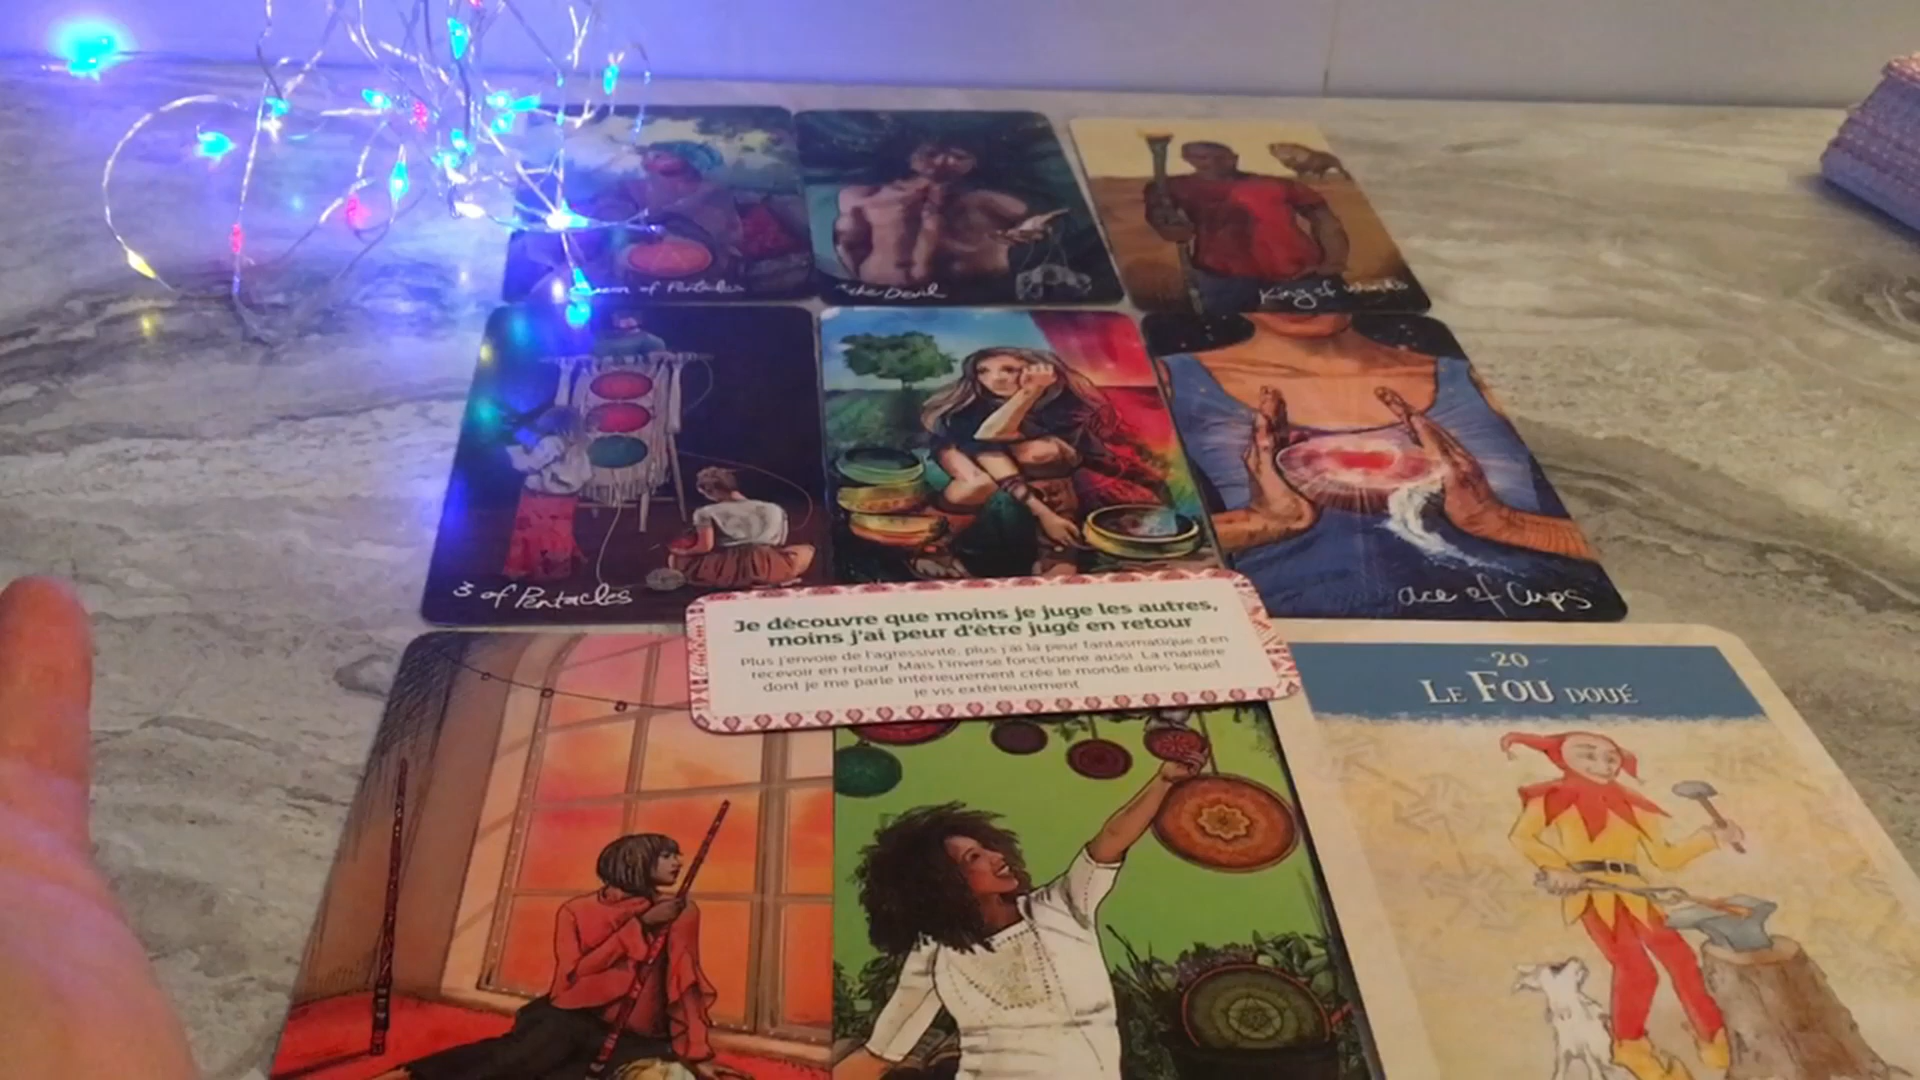 Queen of Pentacles
the Devil
King of Wands
3 of Pentacles
ace of Cups
Je découvre que moins je juge les autres,
moins j'ai peur d'être jugé en retour
Plus j'envoie de l'agressivité, plus j'ai la peur fantasmatique d'en
recevoir en retour. Mais l'inverse fonctionne aussi. La manière
dont je me parle intérieurement crée le monde dans lequel
je vis extérieurement.
- 20 -
LE FOU DOUÉ